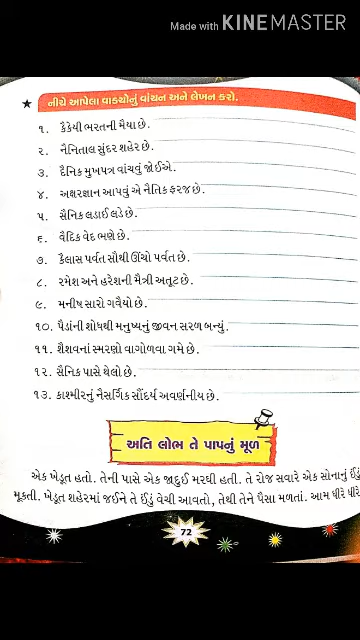 Made with KINEMASTER
★ નીચે આપેલા વાક્યોનું વાંચન અને લેખન કરો.
૧. કૈકેયી ભરતની મૈયા છે.
૨. નૈનિતાલ સુંદર શહેર છે.
૩. દૈનિક મુખપત્ર વાંચવું જોઈએ.
૪. અક્ષરજ્ઞાન આપવું એ નૈતિક ફરજ છે.
૫. સૈનિક લડાઈ લડે છે.
૬. વૈદિક વેદ ભણે છે.
૭. કૈલાસ પર્વત સૌથી ઊંચો પર્વત છે.
૮. રમેશ અને હરેશની મૈત્રી અતૂટ છે.
૯. મનીષ સારો ગવૈયો છે.
૧૦. પૈડાંની શોધથી મનુષ્યનું જીવન સરળ બન્યું.
૧૧. શૈશવનાં સ્મરણો વાગોળવા ગમે છે.
૧૨. સૈનિક પાસે થેલો છે.
૧૩. કાશ્મીરનું નૈસર્ગિક સૌંદર્ય અવર્ણનીય છે.
અતિ લોભ તે પાપનું મૂળ
એક ખેડૂત હતો. તેની પાસે એક જાદુઈ મરઘી હતી. તે રોજ સવારે એક સોનાનું ઈંડું
મૂકતી. ખેડૂત શહેરમાં જઈને તે ઈંડું વેચી આવતો, તેથી તેને પૈસા મળતાં. આમ ધીરે ધીરે
72